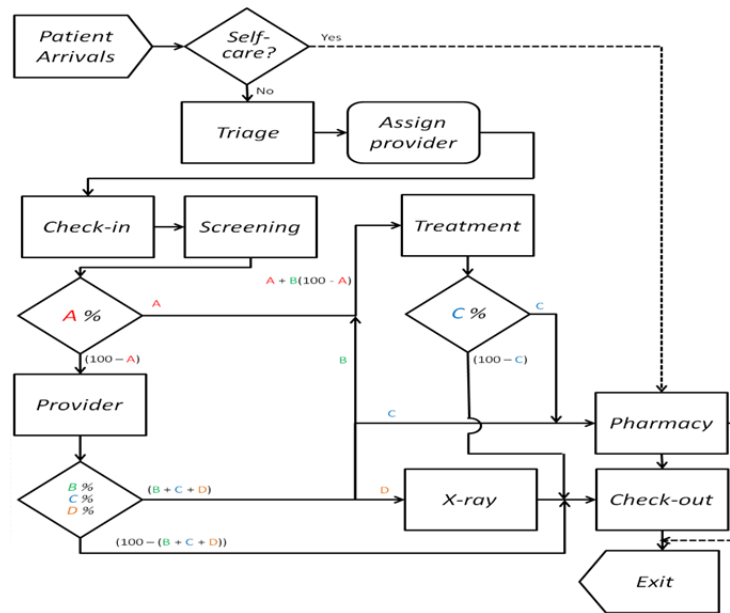 Patient
Arrivals
Self-
care?
Yes
No
Triage
Assign
provider
Check-in
Screening
Treatment
A + B(100 - A)
A %
A
C %
C
(100 – A)
(100 – C)
B
Provider
C
Pharmacy
B %
C %
D %
(B + C + D)
D
X-ray
Check-out
(100 – (B + C + D))
Exit